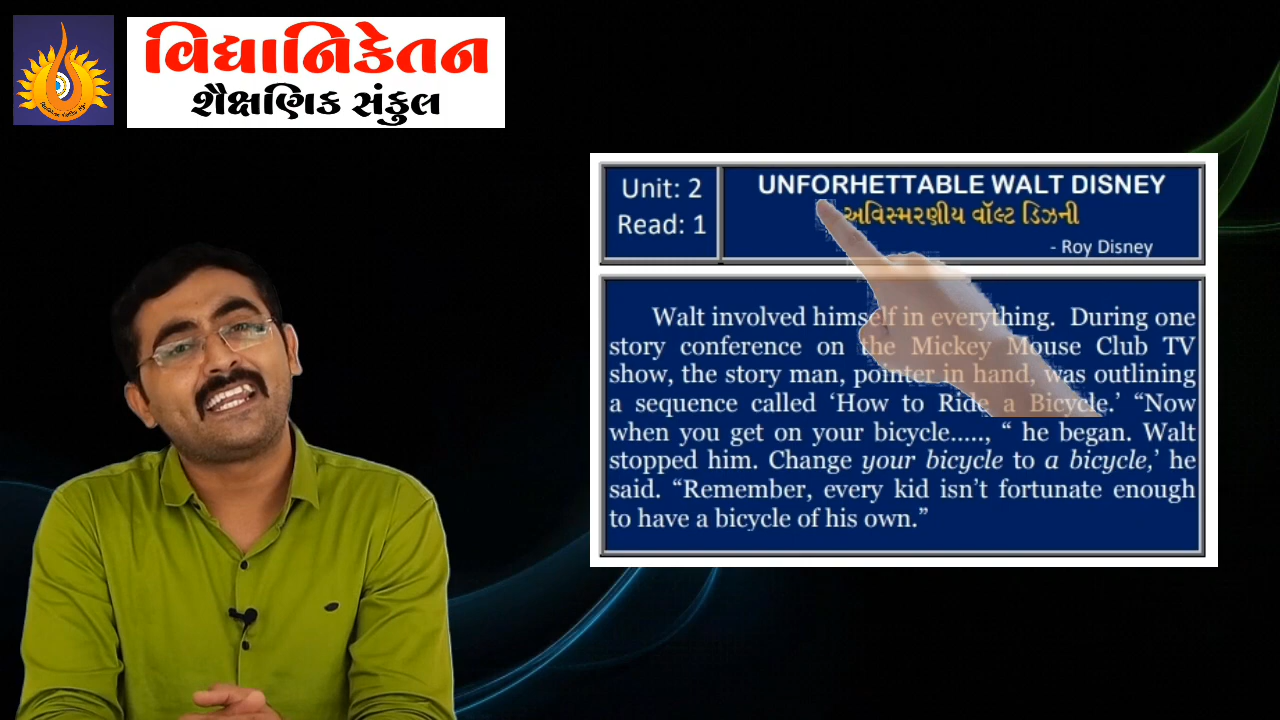 વિદ્યાનિકેતન
શૈક્ષણિક સંકુલ
Unit: 2
Read: 1
UNFORHETTABLE WALT DISNEY
અવિસ્મરણીય વૉલ્ટ ડિઝની
- Roy Disney
Walt involved himself in everything. During one
story conference on the Mickey Mouse Club TV
show, the story man, pointer in hand, was outlining
a sequence called ‘How to Ride a Bicycle.’ “Now
when you get on your bicycle....., “ he began. Walt
stopped him. Change your bicycle to a bicycle,’ he
said. “Remember, every kid isn’t fortunate enough
to have a bicycle of his own.”